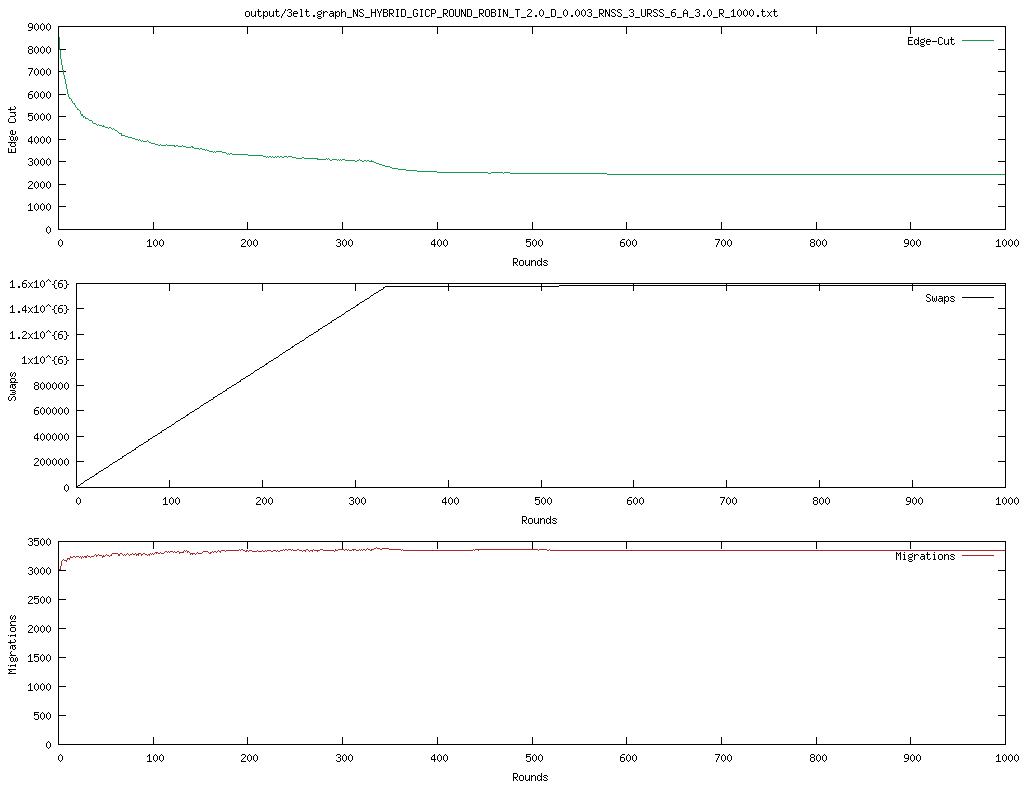 output/3elt.graph_NS_HYBRID_GICP_ROUND_ROBIN_T_2.0_D_0.003_RNSS_3_URSS_6_A_3.0_R_1000.txt
9000
8000
7000
6000
5000
4000
3000
2000
1000
0
Edge Cut
Edge-Cut
0 100 200 300 400 500 600 700 800 900 1000
Rounds
1.6x10^{6}
1.4x10^{6}
1.2x10^{6}
1x10^{6}
800000
600000
400000
200000
0
Swaps
Swaps
0 100 200 300 400 500 600 700 800 900 1000
Rounds
3500
3000
2500
2000
1500
1000
500
0
Migrations
Migrations
0 100 200 300 400 500 600 700 800 900 1000
Rounds